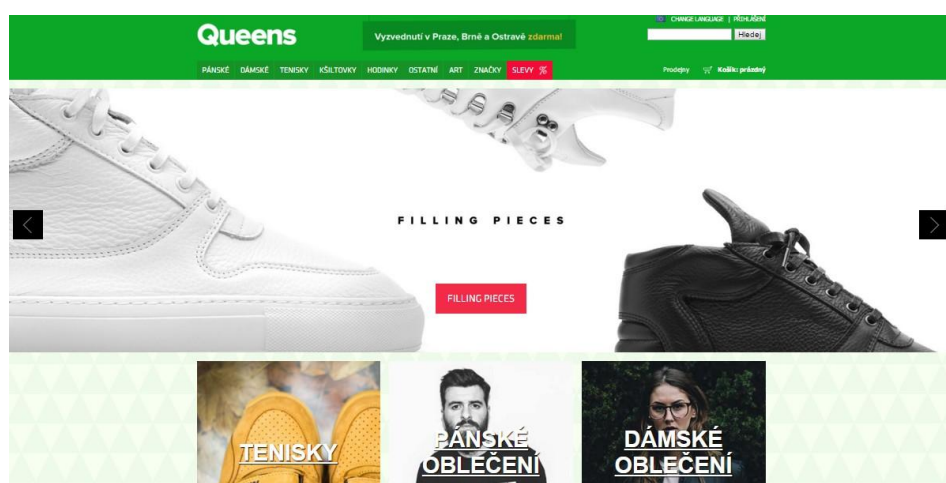 CHANGE LANGUAGE | PŘIHLÁŠENÍ
Queens
Vyzvednutí v Praze, Brně a Ostravě zdarma!
Hledej
PÁNSKÉ DÁMSKÉ TENISKY KŠILTOVKY HODINKY OSTATNÍ ART ZNAČKY SLEVY %
Prodejny Košík: prázdný
FILLING PIECES
FILLING PIECES
TENISKY
PÁNSKÉ
OBLEČENÍ
DÁMSKÉ
OBLEČENÍ